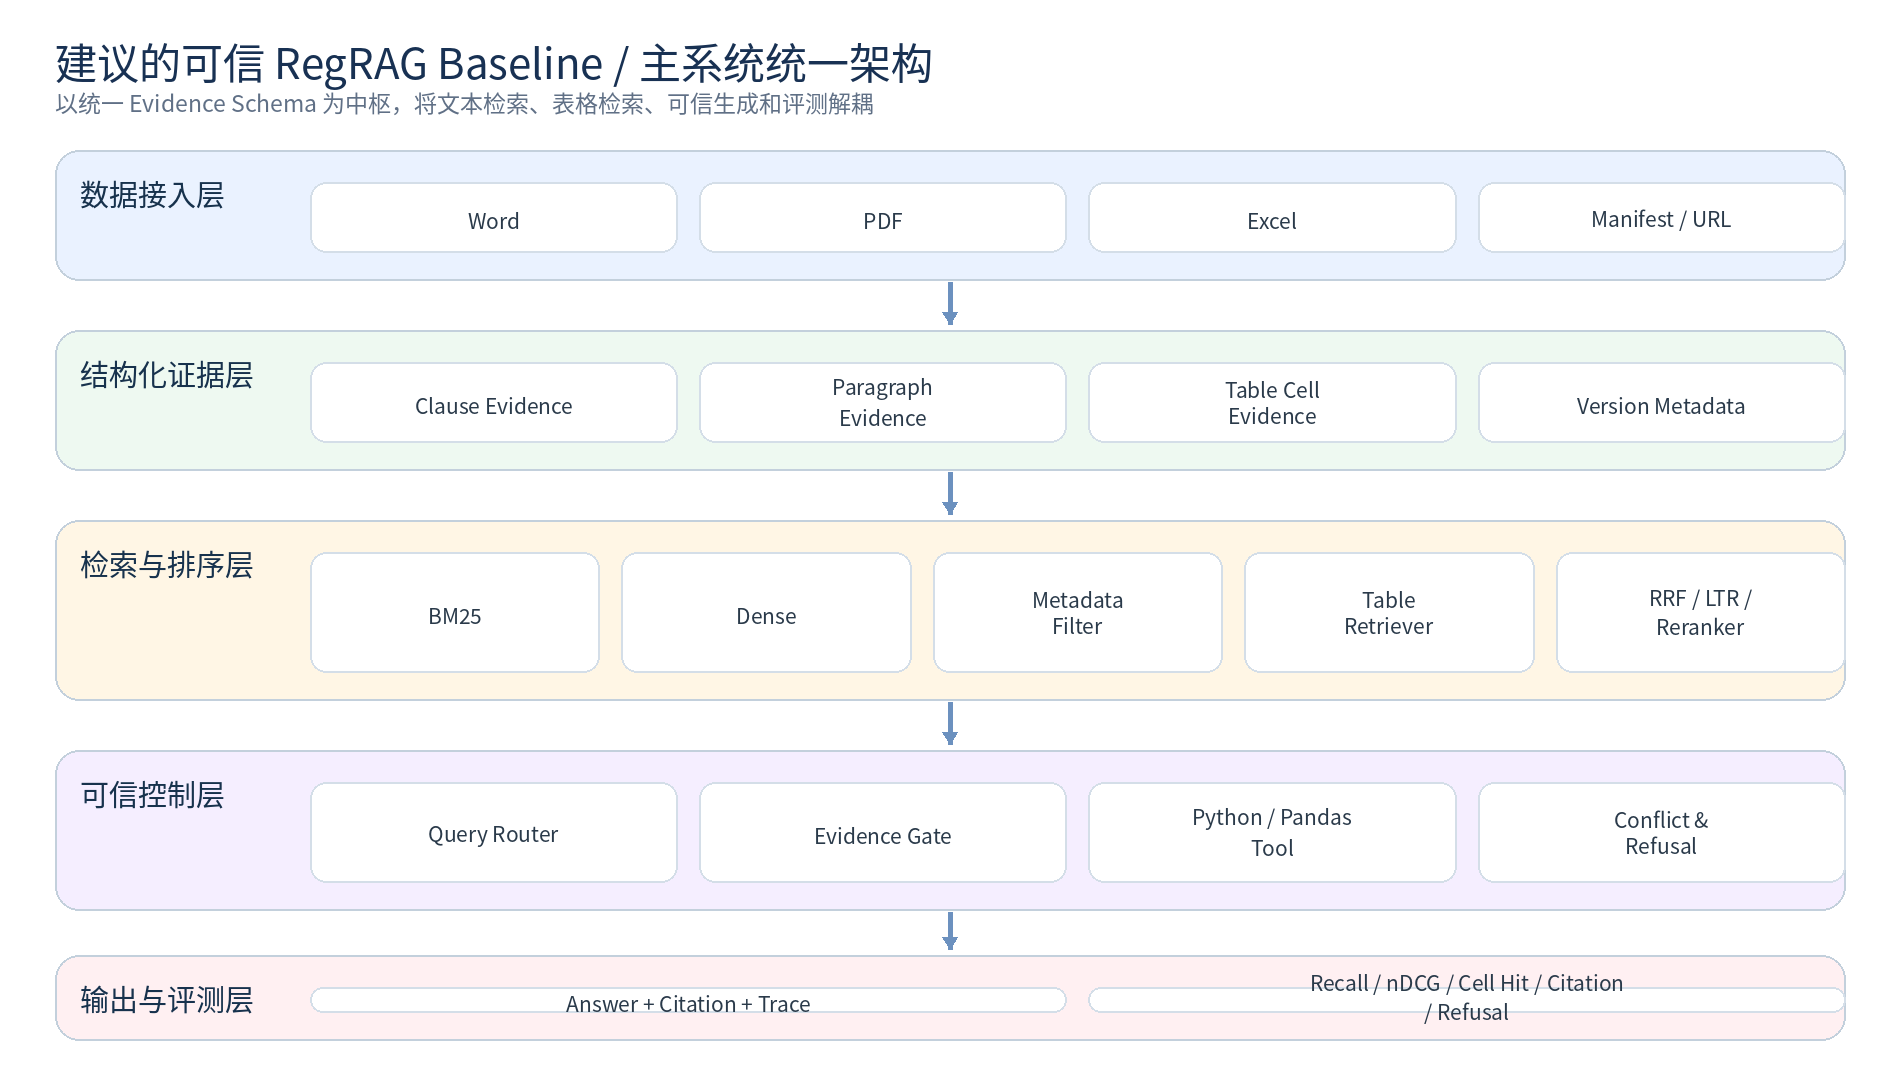 建议的可信 RegRAG Baseline / 主系统统一架构
以统一 Evidence Schema 为中枢，将文本检索、表格检索、可信生成和评测解耦
数据接入层
Word
PDF
Excel
Manifest / URL
结构化证据层
Clause Evidence
Paragraph
Evidence
Table Cell
Evidence
Version Metadata
检索与排序层
BM25
Dense
Metadata
Filter
Table
Retriever
RRF / LTR /
Reranker
可信控制层
Query Router
Evidence Gate
Python / Pandas
Tool
Conflict &
Refusal
输出与评测层
Answer + Citation + Trace
Recall / nDCG / Cell Hit / Citation
/ Refusal